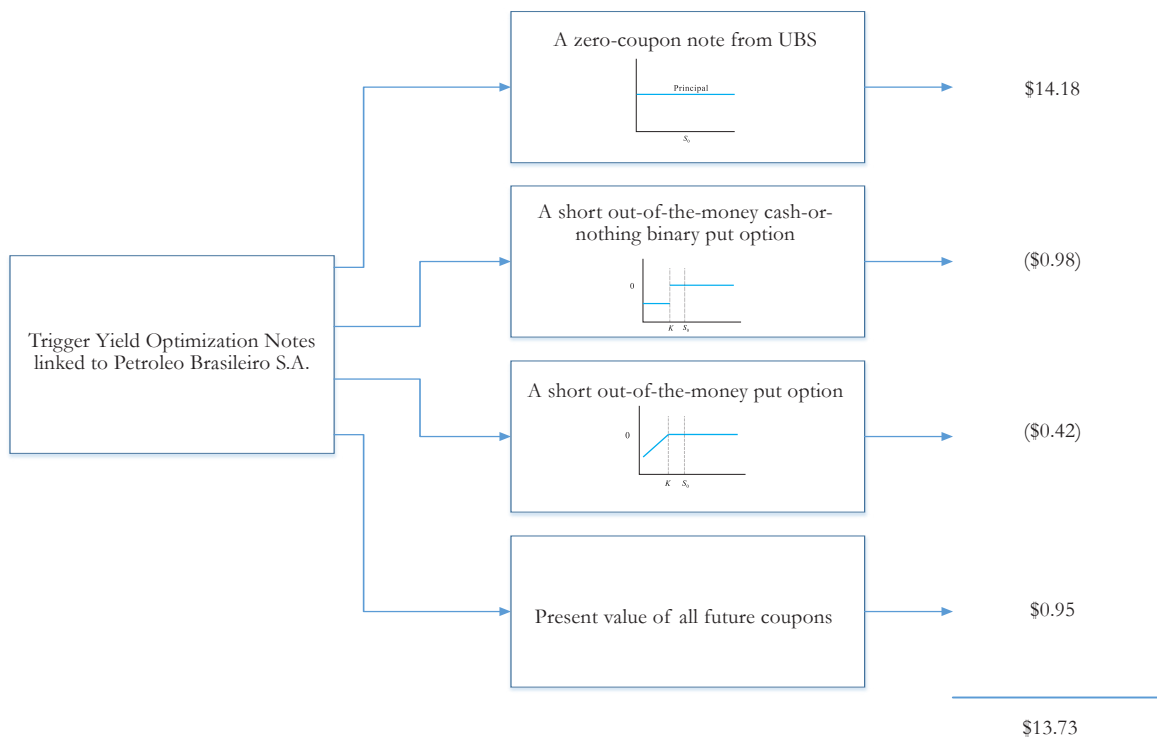 A zero-coupon note from UBS
Principal
S₀
$14.18
A short out-of-the-money cash-or-
nothing binary put option
0
K
S₀
($0.98)
Trigger Yield Optimization Notes
linked to Petroleo Brasileiro S.A.
A short out-of-the-money put option
0
K
S₀
($0.42)
Present value of all future coupons
$0.95
$13.73